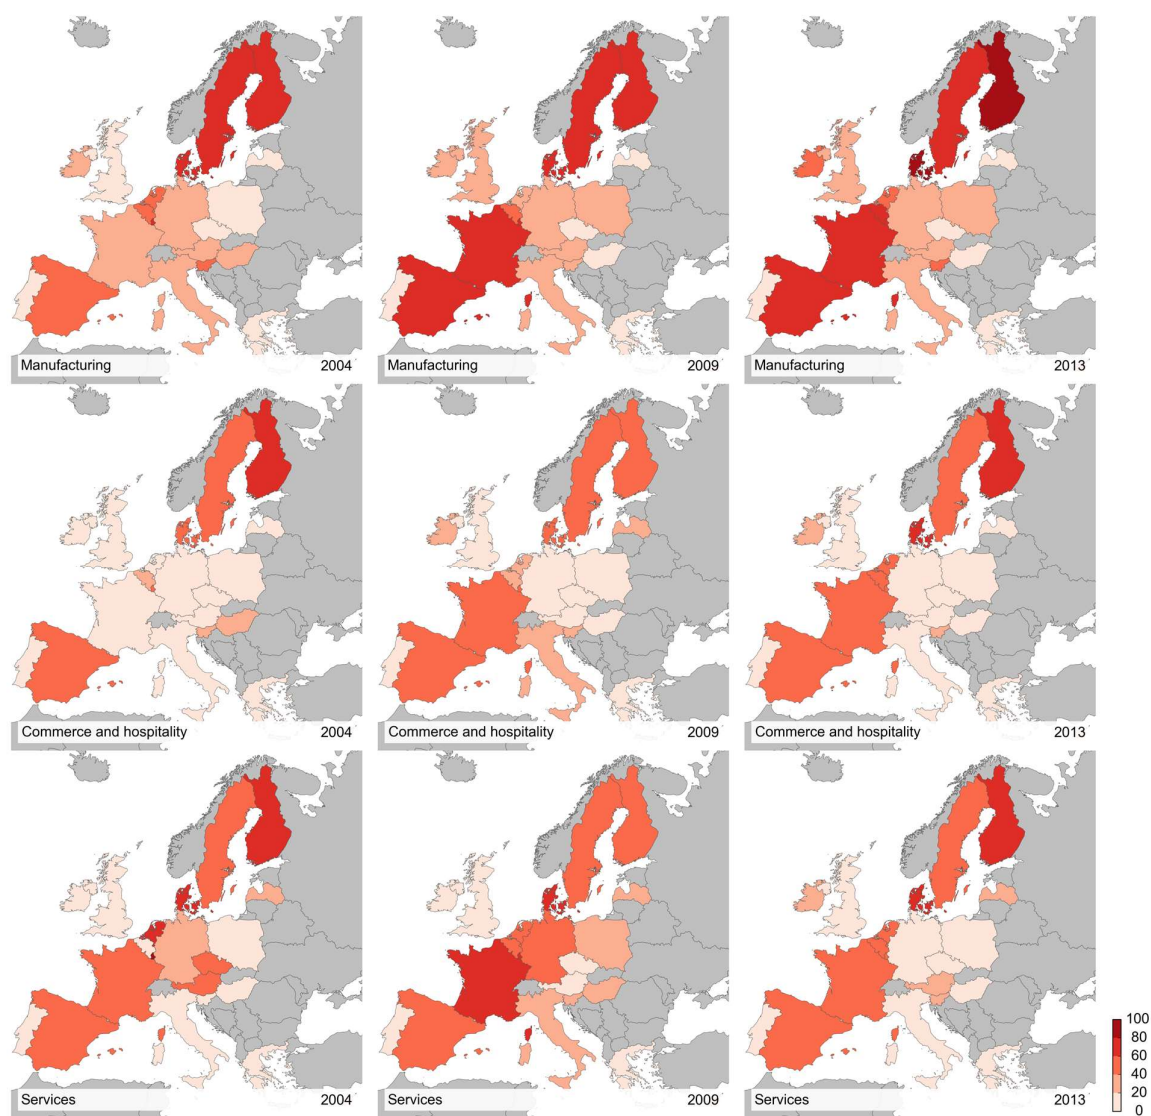 Manufacturing 2004
Manufacturing 2009
Manufacturing 2013
Commerce and hospitality 2004
Commerce and hospitality 2009
Commerce and hospitality 2013
Services 2004
Services 2009
Services 2013
100
80
60
40
20
0